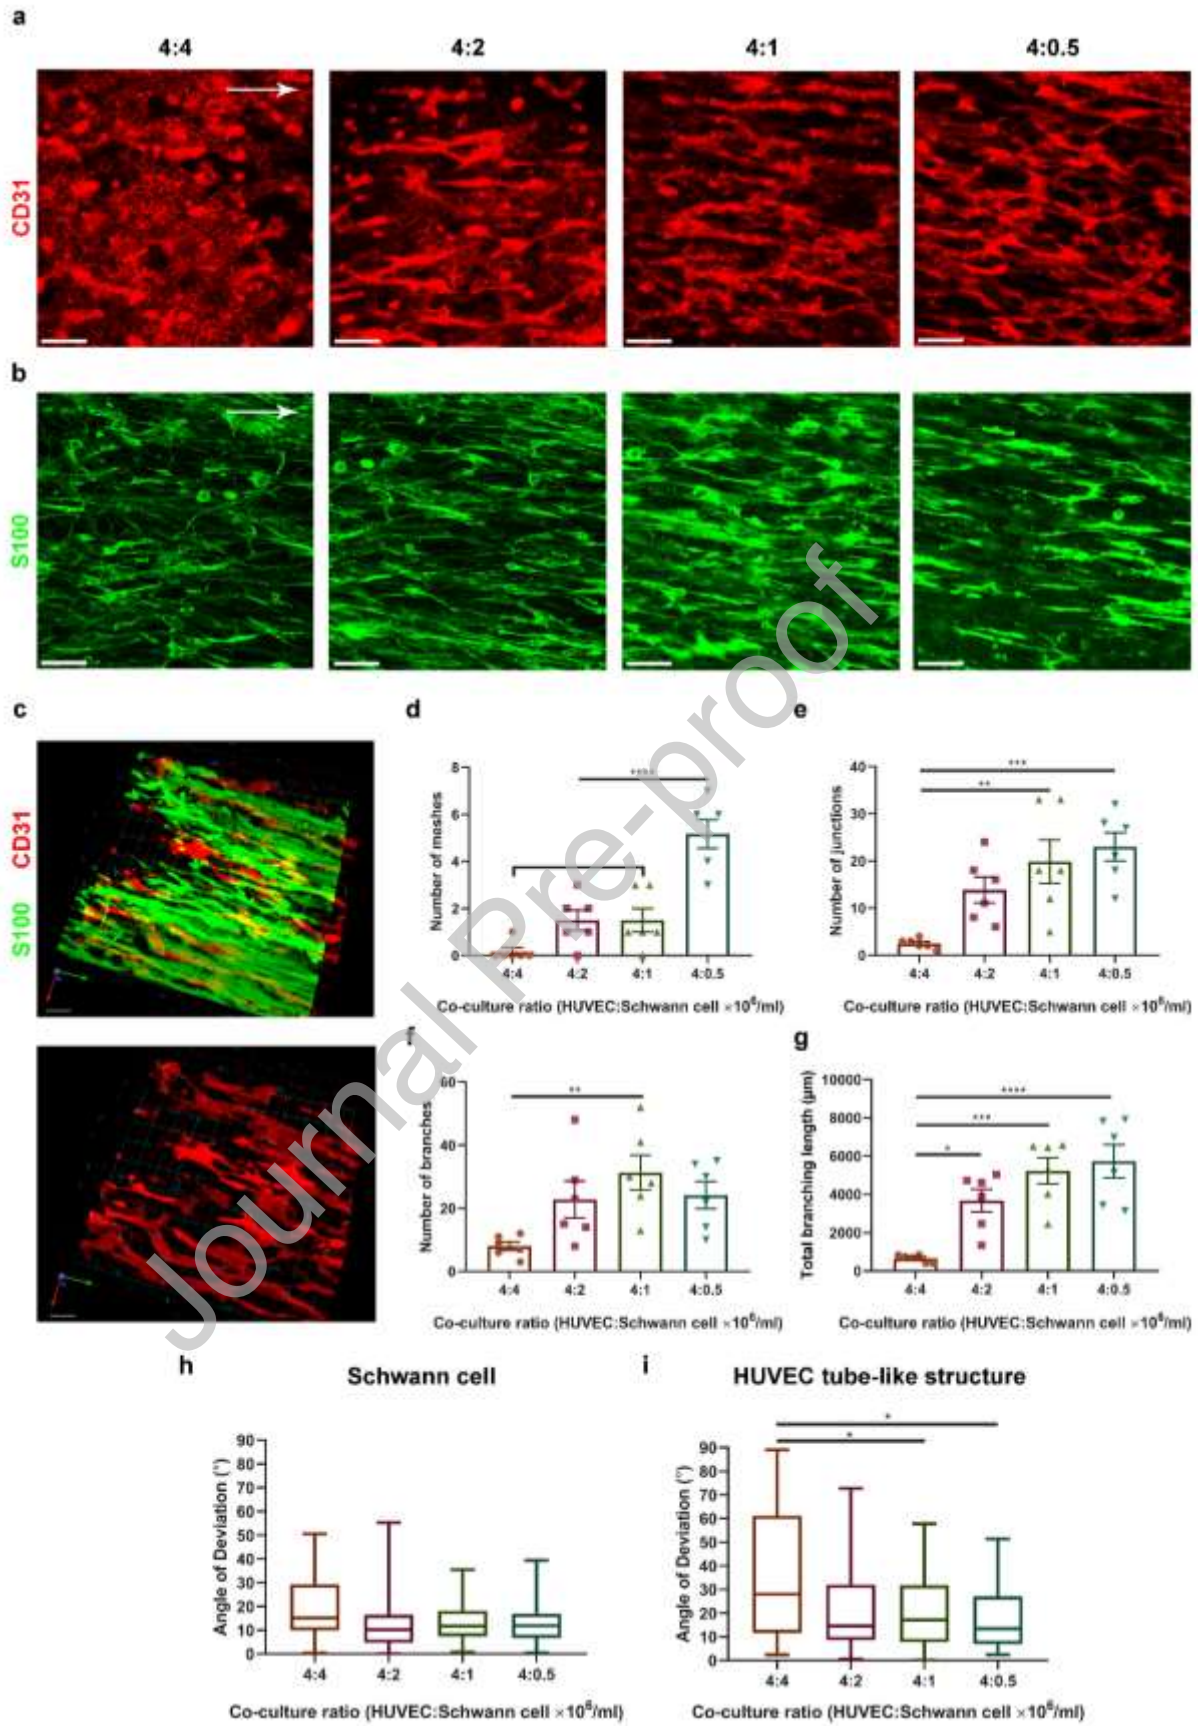 a
4:4 4:2 4:1 4:0.5
CD31
b
S100
c
S100 CD31
d
****
Number of meshes
8
6
4
2
0
4:4 4:2 4:1 4:0.5
Co-culture ratio (HUVEC:Schwann cell ×10⁶/ml)
e
***
**
Number of junctions
40
30
20
10
0
4:4 4:2 4:1 4:0.5
Co-culture ratio (HUVEC:Schwann cell ×10⁶/ml)
f
**
Number of branches
60
40
20
0
4:4 4:2 4:1 4:0.5
Co-culture ratio (HUVEC:Schwann cell ×10⁶/ml)
g
****
***
*
Total branching length (µm)
10000
8000
6000
4000
2000
0
4:4 4:2 4:1 4:0.5
Co-culture ratio (HUVEC:Schwann cell ×10⁶/ml)
h
Schwann cell
Angle of Deviation (°)
90
80
70
60
50
40
30
20
10
0
4:4 4:2 4:1 4:0.5
Co-culture ratio (HUVEC:Schwann cell ×10⁶/ml)
i
HUVEC tube-like structure
*
*
Angle of Deviation (°)
90
80
70
60
50
40
30
20
10
0
4:4 4:2 4:1 4:0.5
Co-culture ratio (HUVEC:Schwann cell ×10⁶/ml)
Journal Pre-proof